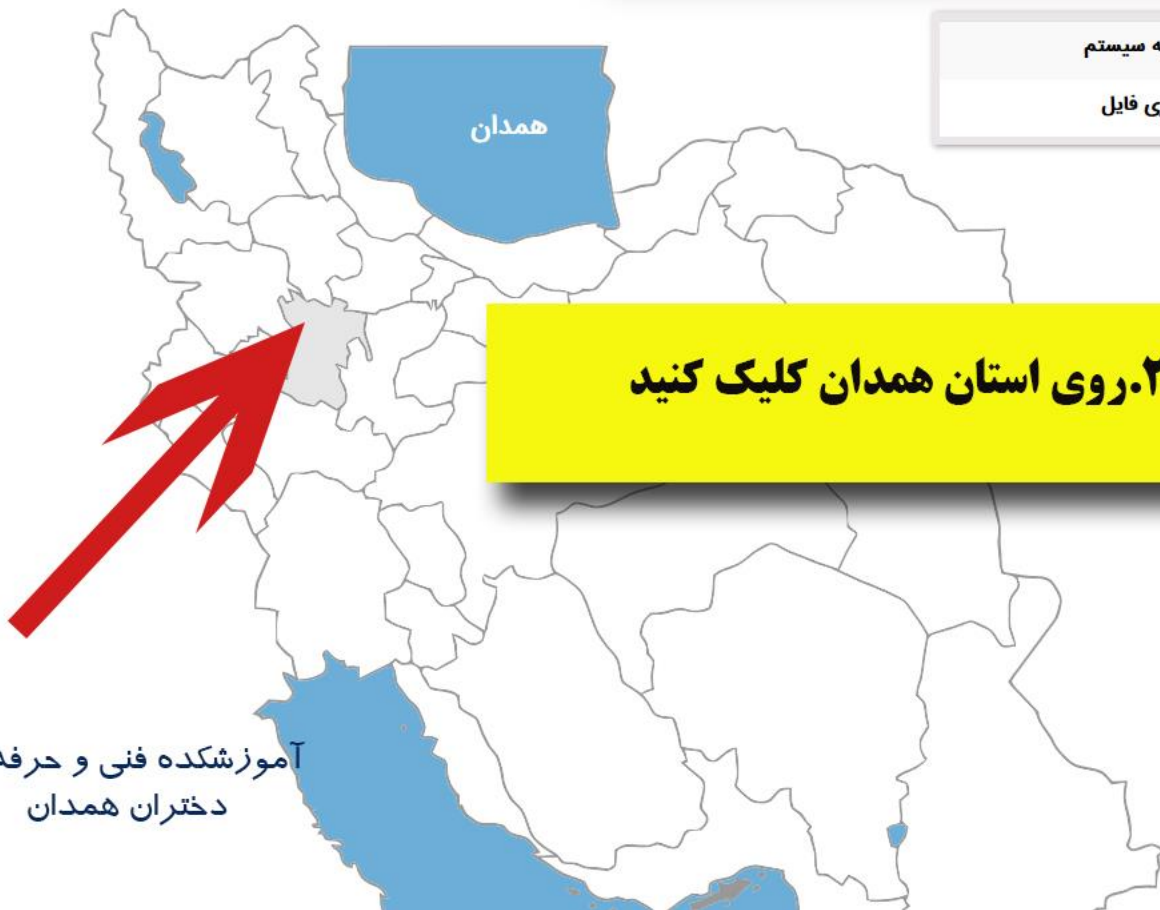 سیستم
فایل
همدان
۲.روی استان همدان کلیک کنید
آموزشکده فنی و حرفه
دختران همدان